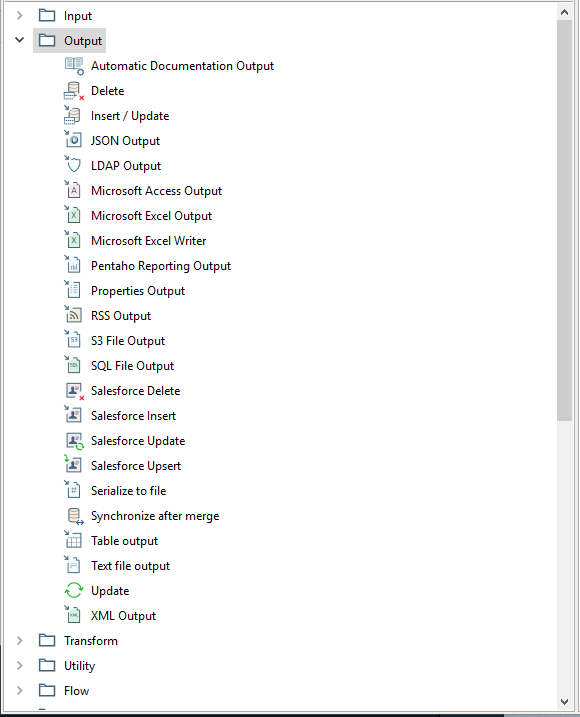 Input
Output
Automatic Documentation Output
Delete
Insert / Update
JSON Output
LDAP Output
Microsoft Access Output
Microsoft Excel Output
Microsoft Excel Writer
Pentaho Reporting Output
Properties Output
RSS Output
S3 File Output
SQL File Output
Salesforce Delete
Salesforce Insert
Salesforce Update
Salesforce Upsert
Serialize to file
Synchronize after merge
Table output
Text file output
Update
XML Output
Transform
Utility
Flow